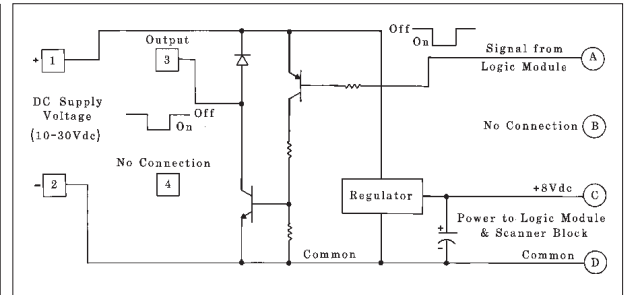 Off
On
Signal from
Logic Module
A
Output
3
+ 1
DC Supply
Voltage
(10-30Vdc)
Off
On
No Connection
B
No Connection
4
- 2
Regulator
+8Vdc
C
+
-
Power to Logic Module
& Scanner Block
Common
Common
D